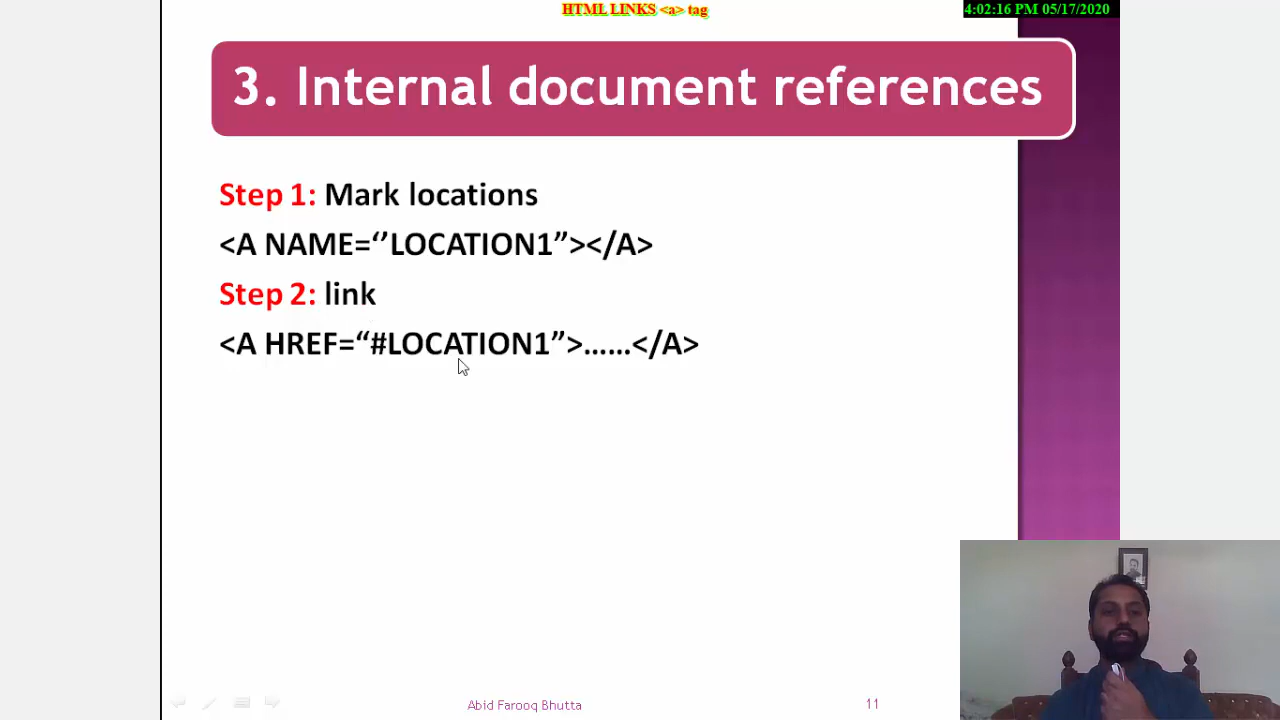 HTML LINKS <a> tag
4:02:16 PM 05/17/2020
3. Internal document references
Step 1: Mark locations
<A NAME=‘’LOCATION1”></A>
Step 2: link
<A HREF=“#LOCATION1”>……</A>
Abid Farooq Bhutta
11